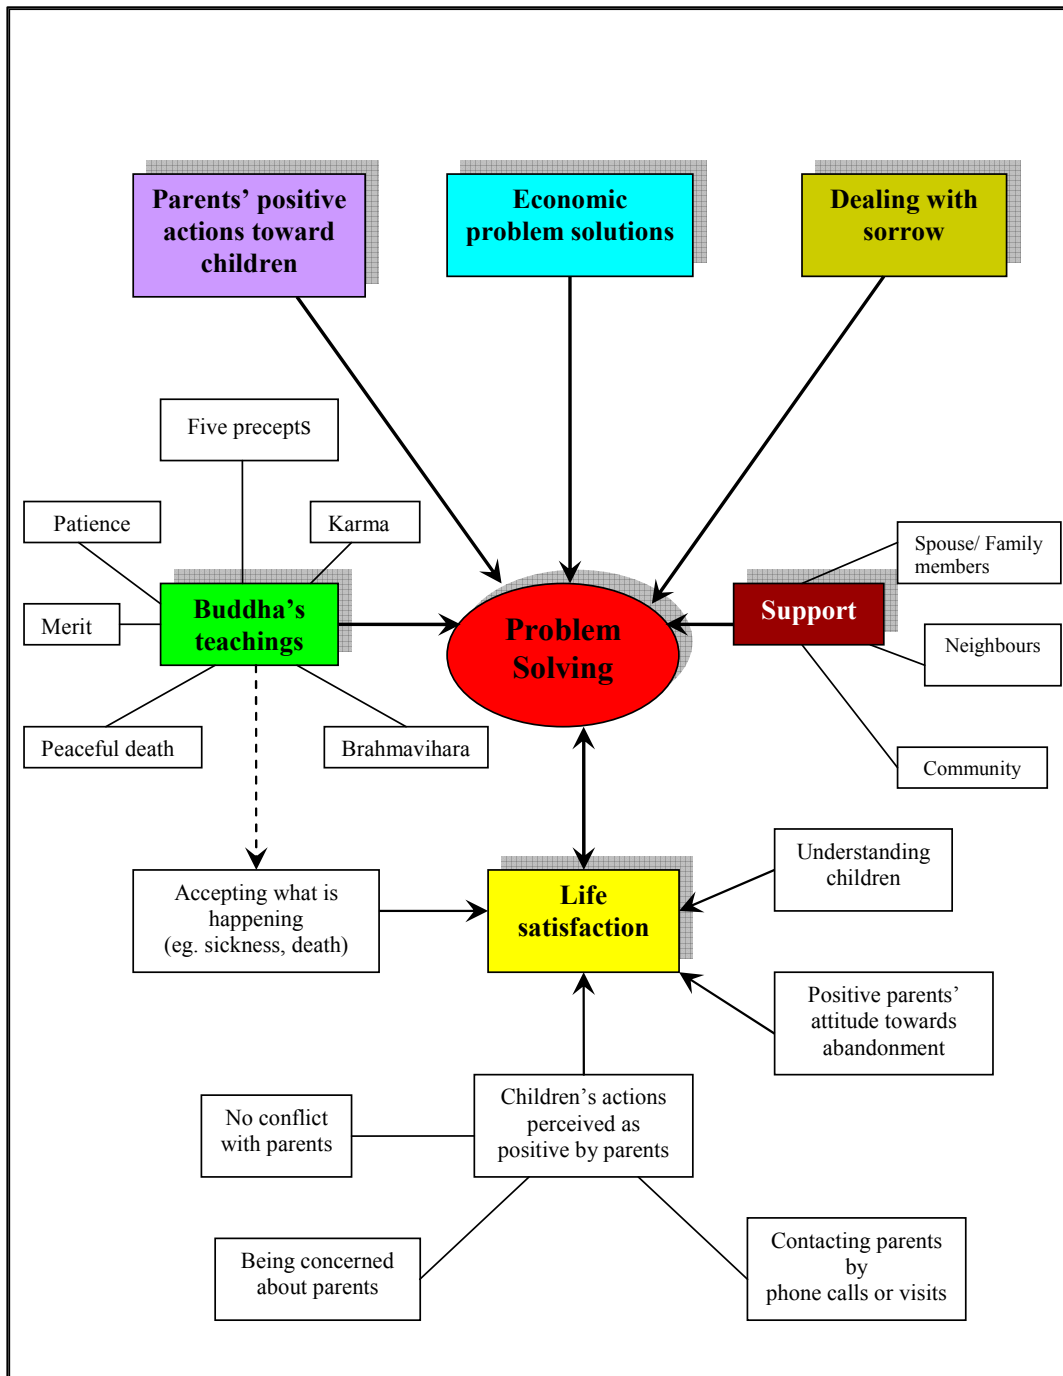 Parents’ positive
actions toward
children
Economic
problem solutions
Dealing with
sorrow
Five precepts
Patience
Karma
Merit
Buddha’s
teachings
Peaceful death
Brahmavihara
Problem
Solving
Support
Spouse/ Family
members
Neighbours
Community
Accepting what is
happening
(eg. sickness, death)
Life
satisfaction
Understanding
children
Positive parents’
attitude towards
abandonment
Children’s actions
perceived as
positive by parents
No conflict
with parents
Being concerned
about parents
Contacting parents
by
phone calls or visits